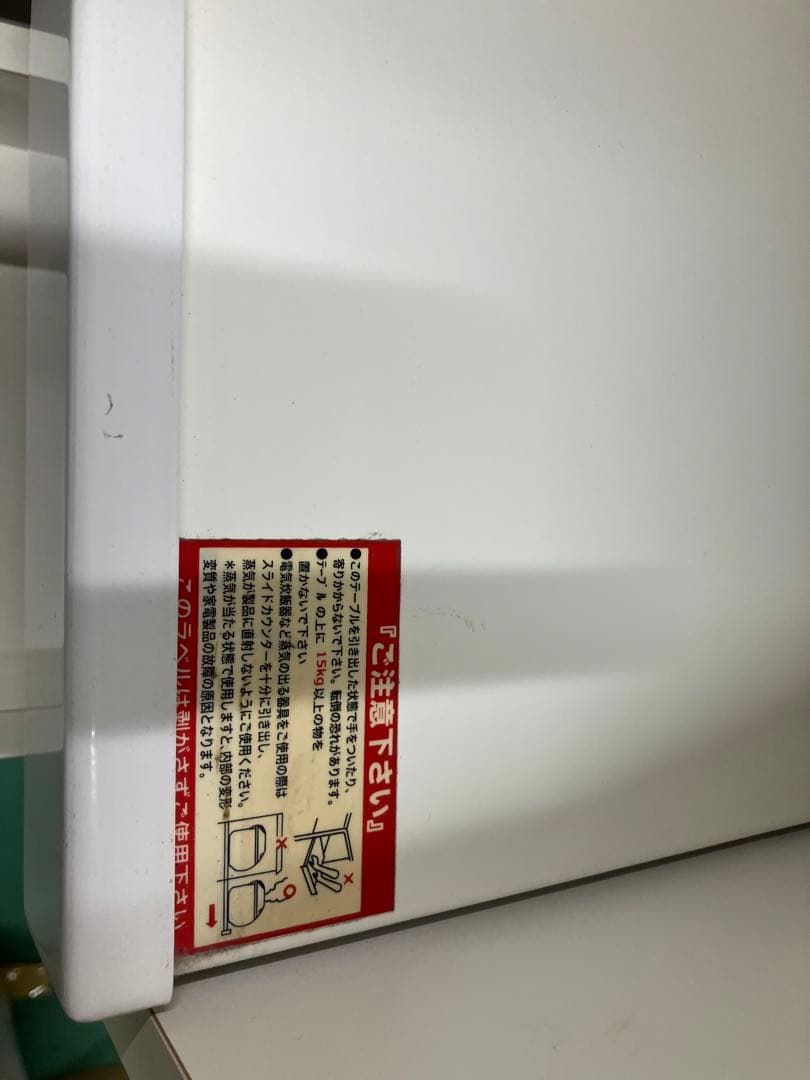 『ご注意下さい』
●このテーブルを引き出した状態で手をついたり、
寄りかからないで下さい。転倒の恐れがあります。
●テーブルの上に 15kg以上の物を
置かないで下さい
●電気炊飯器など蒸気の出る器具をご使用の際は
スライドカウンターを十分に引き出し、
蒸気が製品に直射しないようにご使用ください。
＊蒸気が当たる状態で使用しますと、内部の変形
変質や家電製品の故障の原因となります。
このラベルは剥がさずご使用下さい